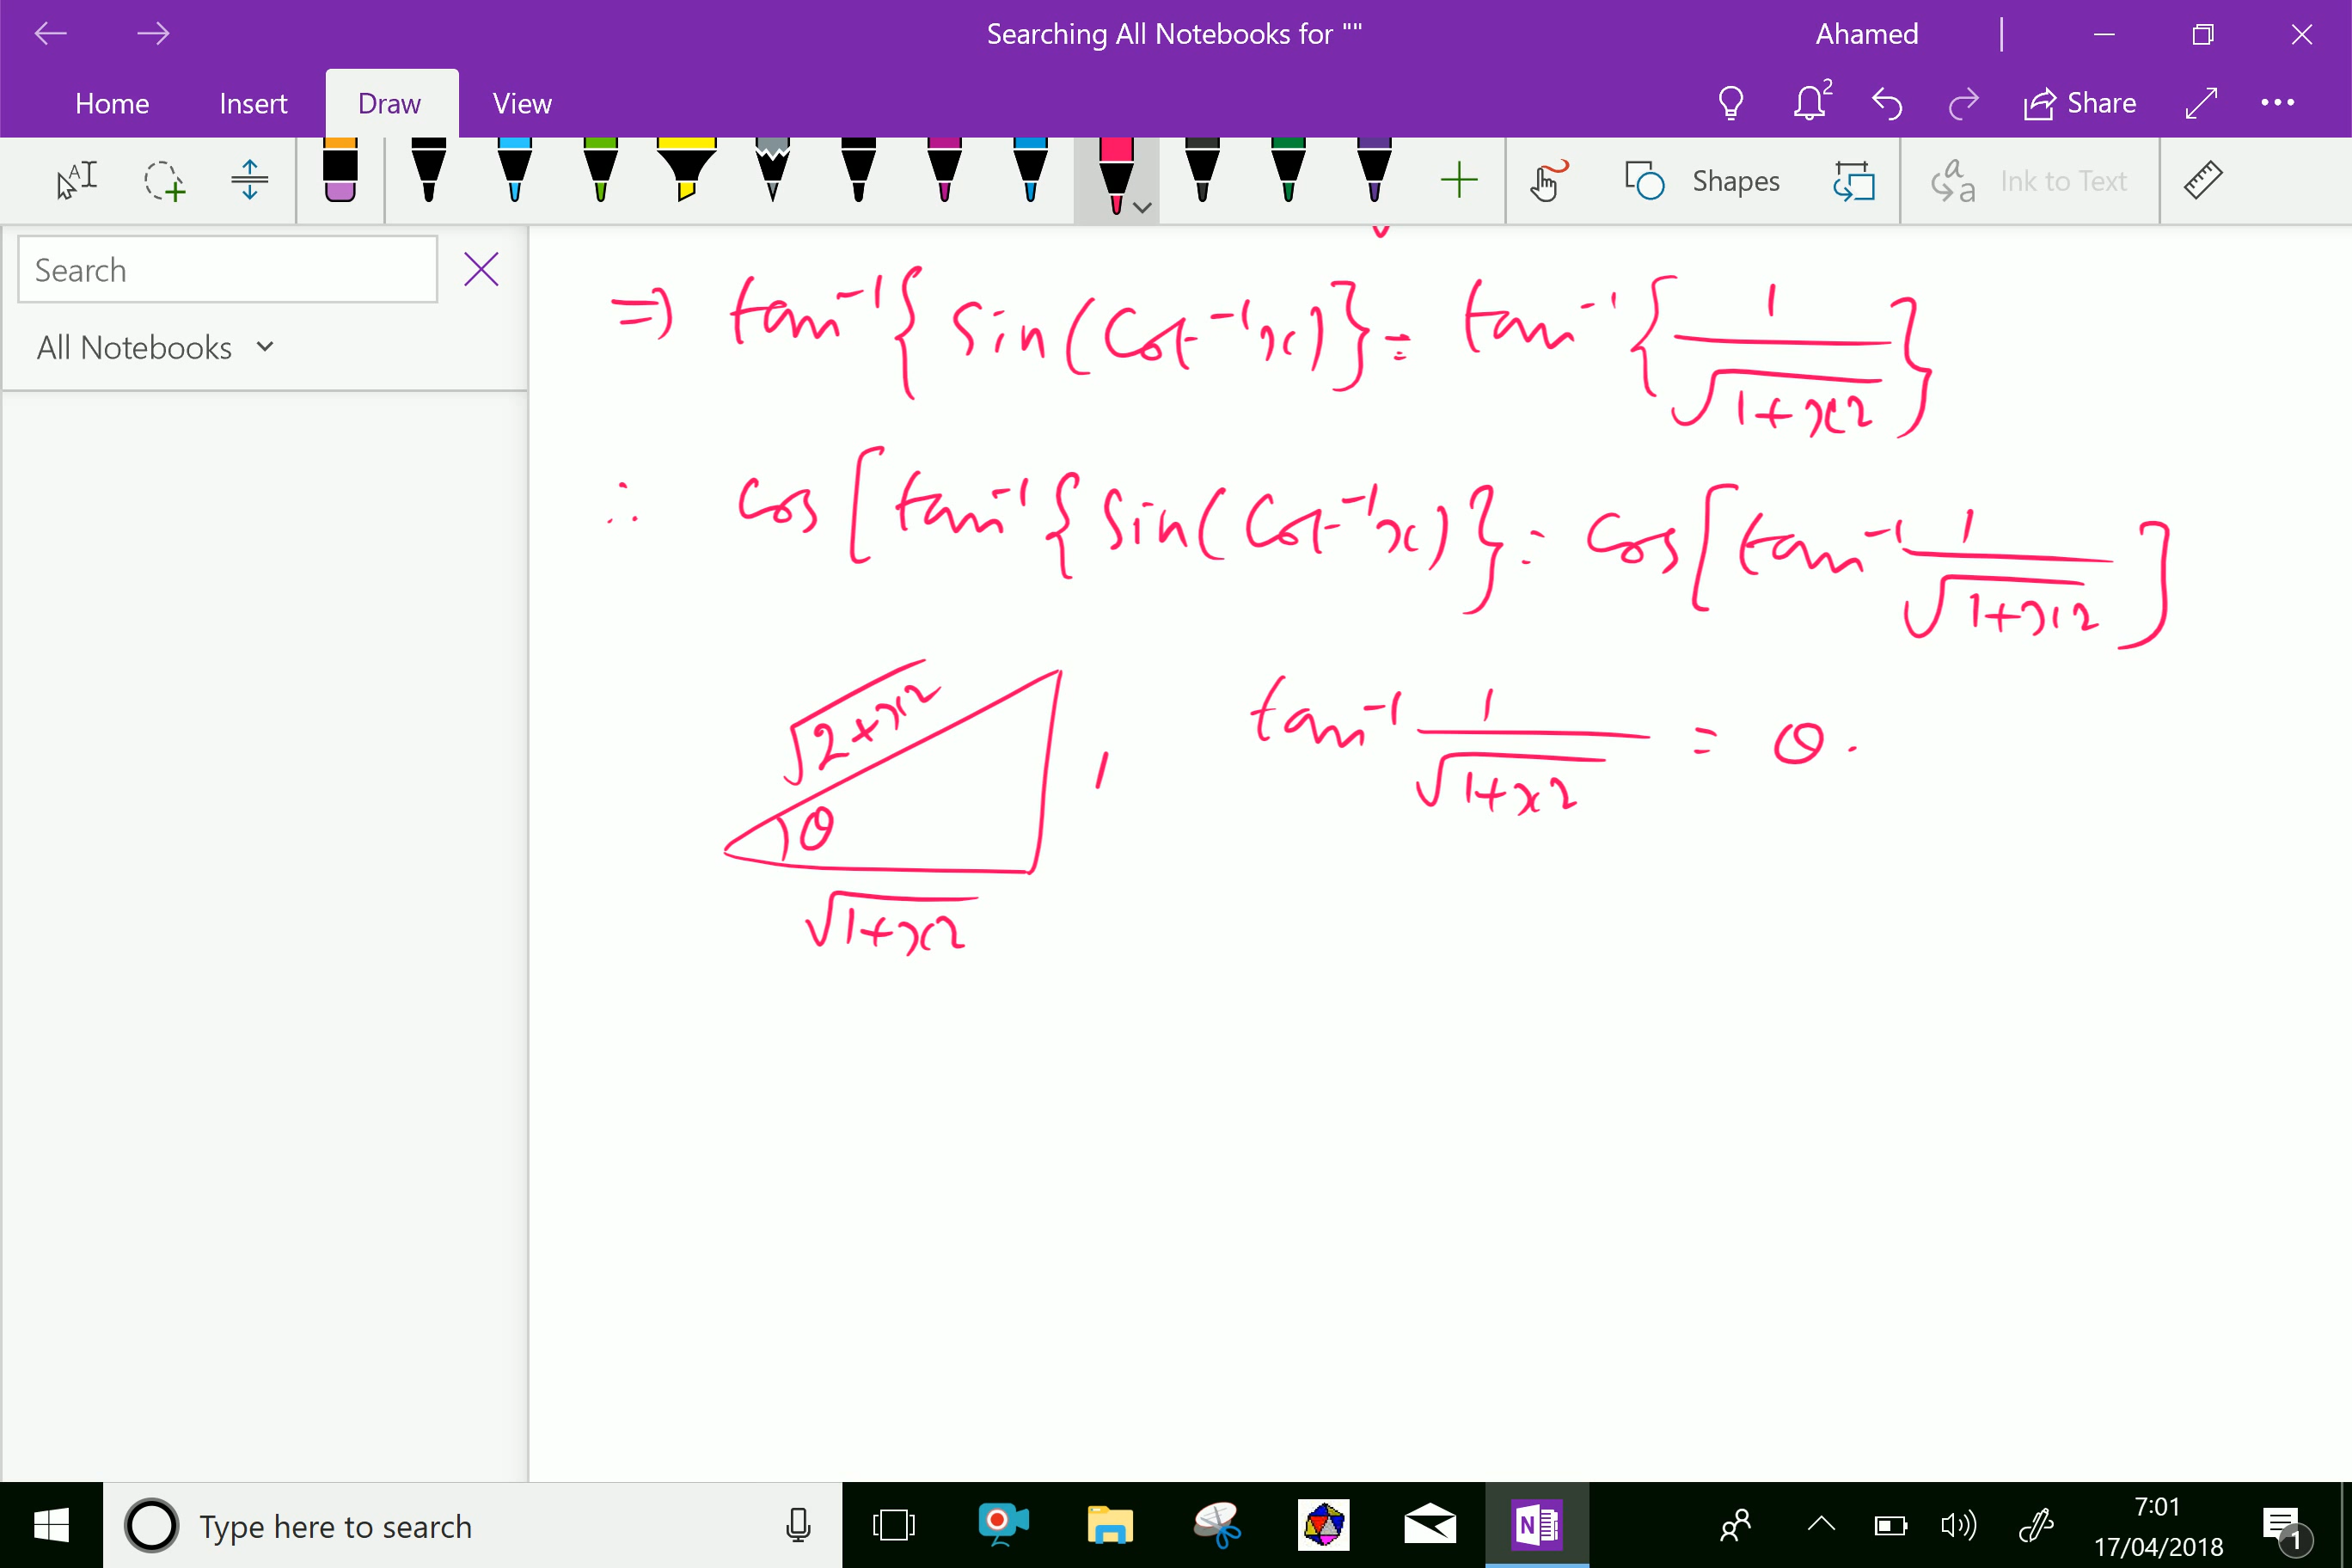 Searching All Notebooks for ""
Ahamed
Home Insert Draw View
2
Share
Shapes
Ink to Text
Search
All Notebooks
=> tan⁻¹{ Sin(Cot⁻¹x)} = tan⁻¹{ 1/√(1+x2) }
∴ Cos[ tan⁻¹{ Sin(Cot⁻¹x) } = Cos[ tan⁻¹ 1/√(1+x2) ]
√(2+x2)
tan⁻¹ 1/√(1+x2) = θ.
1
θ
√(1+x2)
Type here to search
N
7:01
17/04/2018
1